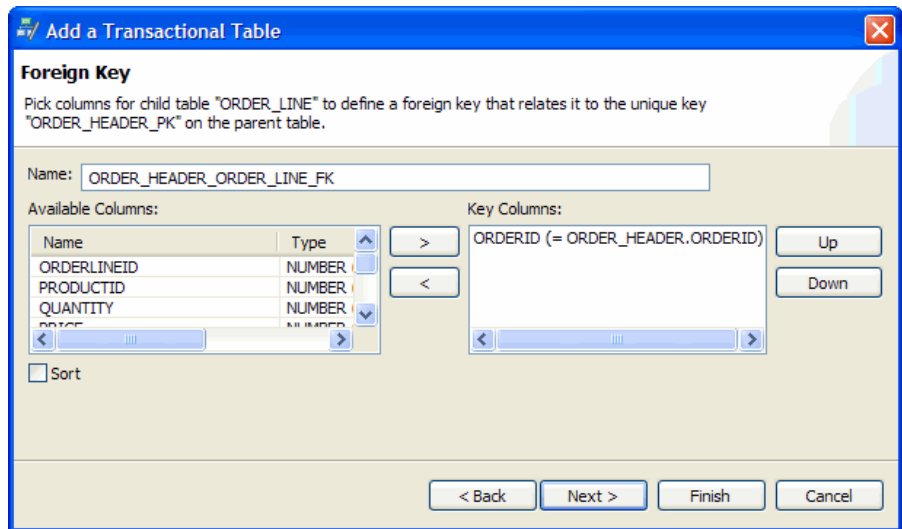 Add a Transactional Table
Foreign Key
Pick columns for child table "ORDER_LINE" to define a foreign key that relates it to the unique key
"ORDER_HEADER_PK" on the parent table.
Name: ORDER_HEADER_ORDER_LINE_FK
Available Columns: Key Columns:
Name Type > ORDERID (= ORDER_HEADER.ORDERID) Up
ORDERLINEID NUMBER (
PRODUCTID NUMBER ( < Down
QUANTITY NUMBER (
PRICE NUMBER
Sort
< Back Next > Finish Cancel